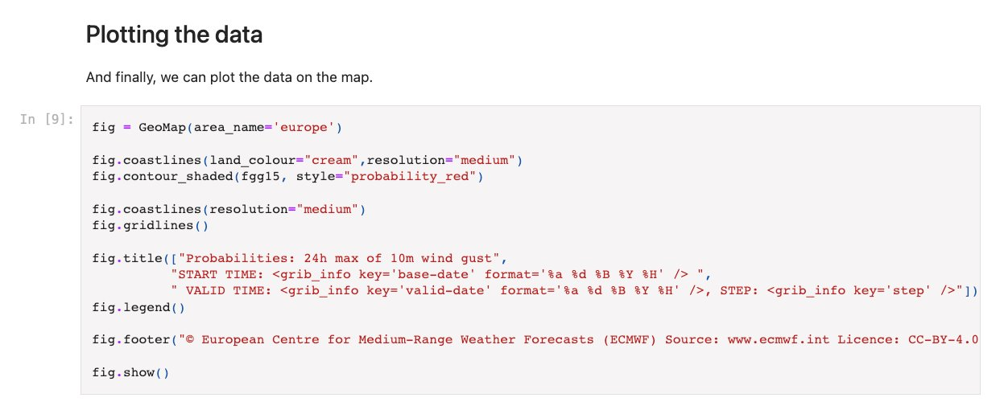 Plotting the data
And finally, we can plot the data on the map.
In [9]:
fig = GeoMap(area_name='europe')
fig.coastlines(land_colour="cream",resolution="medium")
fig.contour_shaded(fgg15, style="probability_red")
fig.coastlines(resolution="medium")
fig.gridlines()
fig.title(["Probabilities: 24h max of 10m wind gust",
"START TIME: <grib_info key='base-date' format='%a %d %B %Y %H' /> ",
" VALID TIME: <grib_info key='valid-date' format='%a %d %B %Y %H' />, STEP: <grib_info key='step' />"])
fig.legend()
fig.footer("© European Centre for Medium-Range Weather Forecasts (ECMWF) Source: www.ecmwf.int Licence: CC-BY-4.0
fig.show()